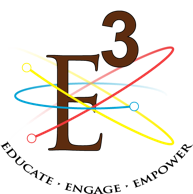 E3
EDUCATE · ENGAGE · EMPOWER